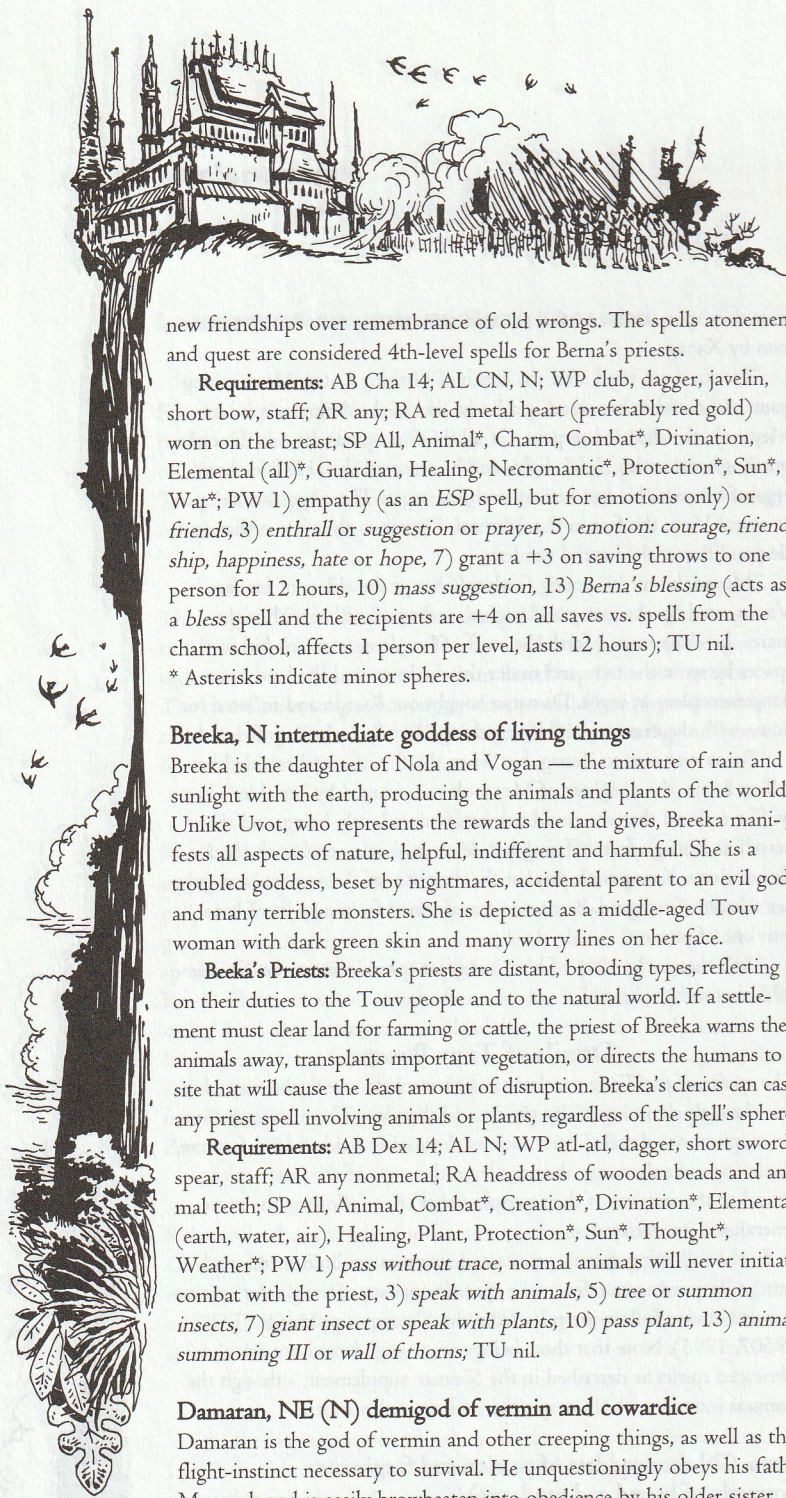 new friendships over remembrance of old wrongs. The spells atonemen
and quest are considered 4th-level spells for Berna's priests.
Requirements: AB Cha 14; AL CN, N; WP club, dagger, javelin,
short bow, staff; AR any; RA red metal heart (preferably red gold)
worn on the breast; SP All, Animal*, Charm, Combat*, Divination,
Elemental (all)*, Guardian, Healing, Necromantic*, Protection*, Sun*,
War*; PW 1) empathy (as an ESP spell, but for emotions only) or
friends, 3) enthrall or suggestion or prayer, 5) emotion: courage, friend
ship, happiness, hate or hope, 7) grant a +3 on saving throws to one
person for 12 hours, 10) mass suggestion, 13) Berna's blessing (acts as
a bless spell and the recipients are +4 on all saves vs. spells from the
charm school, affects 1 person per level, lasts 12 hours); TU nil.
* Asterisks indicate minor spheres.
Breeka, N intermediate goddess of living things
Breeka is the daughter of Nola and Vogan — the mixture of rain and
sunlight with the earth, producing the animals and plants of the world
Unlike Uvot, who represents the rewards the land gives, Breeka mani-
fests all aspects of nature, helpful, indifferent and harmful. She is a
troubled goddess, beset by nightmares, accidental parent to an evil god
and many terrible monsters. She is depicted as a middle-aged Touv
woman with dark green skin and many worry lines on her face.
Beeka's Priests: Breeka's priests are distant, brooding types, reflecting
on their duties to the Touv people and to the natural world. If a settle-
ment must clear land for farming or cattle, the priest of Breeka warns the
animals away, transplants important vegetation, or directs the humans to
site that will cause the least amount of disruption. Breeka's clerics can cas
any priest spell involving animals or plants, regardless of the spell's spher
Requirements: AB Dex 14; AL N; WP atl-atl, dagger, short sword
spear, staff; AR any nonmetal; RA headdress of wooden beads and an
mal teeth; SP All, Animal, Combat*, Creation*, Divination*, Elementa
(earth, water, air), Healing, Plant, Protection*, Sun*, Thought*,
Weather*; PW 1) pass without trace, normal animals will never initia
combat with the priest, 3) speak with animals, 5) tree or summon
insects, 7) giant insect or speak with plants, 10) pass plant, 13) anima
summoning III or wall of thorns; TU nil.
Damaran, NE (N) demigod of vermin and cowardice
Damaran is the god of vermin and other creeping things, as well as th
flight-instinct necessary to survival. He unquestioningly obeys his fath
and is easily browbeaten into obedience by his older sister